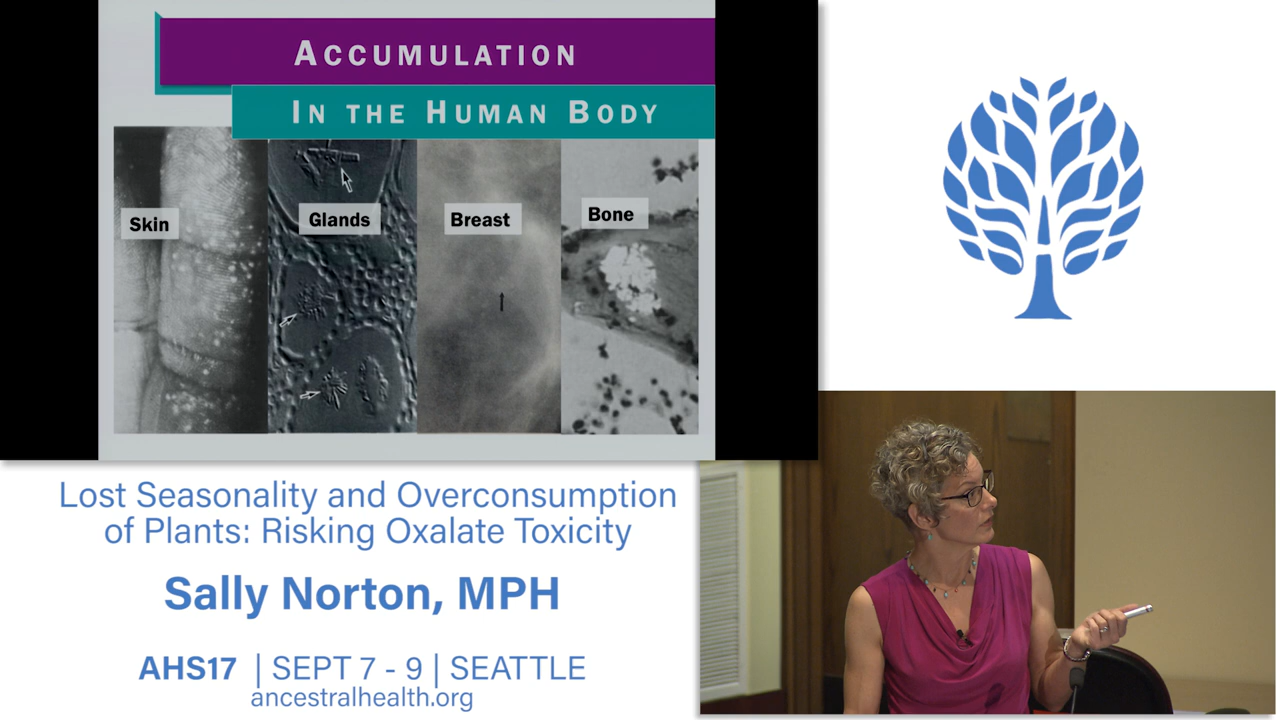 ACCUMULATION
IN THE HUMAN BODY
Skin
Glands
Breast
Bone
Lost Seasonality and Overconsumption
of Plants: Risking Oxalate Toxicity
Sally Norton, MPH
AHS17 | SEPT 7 - 9 | SEATTLE
ancestralhealth.org